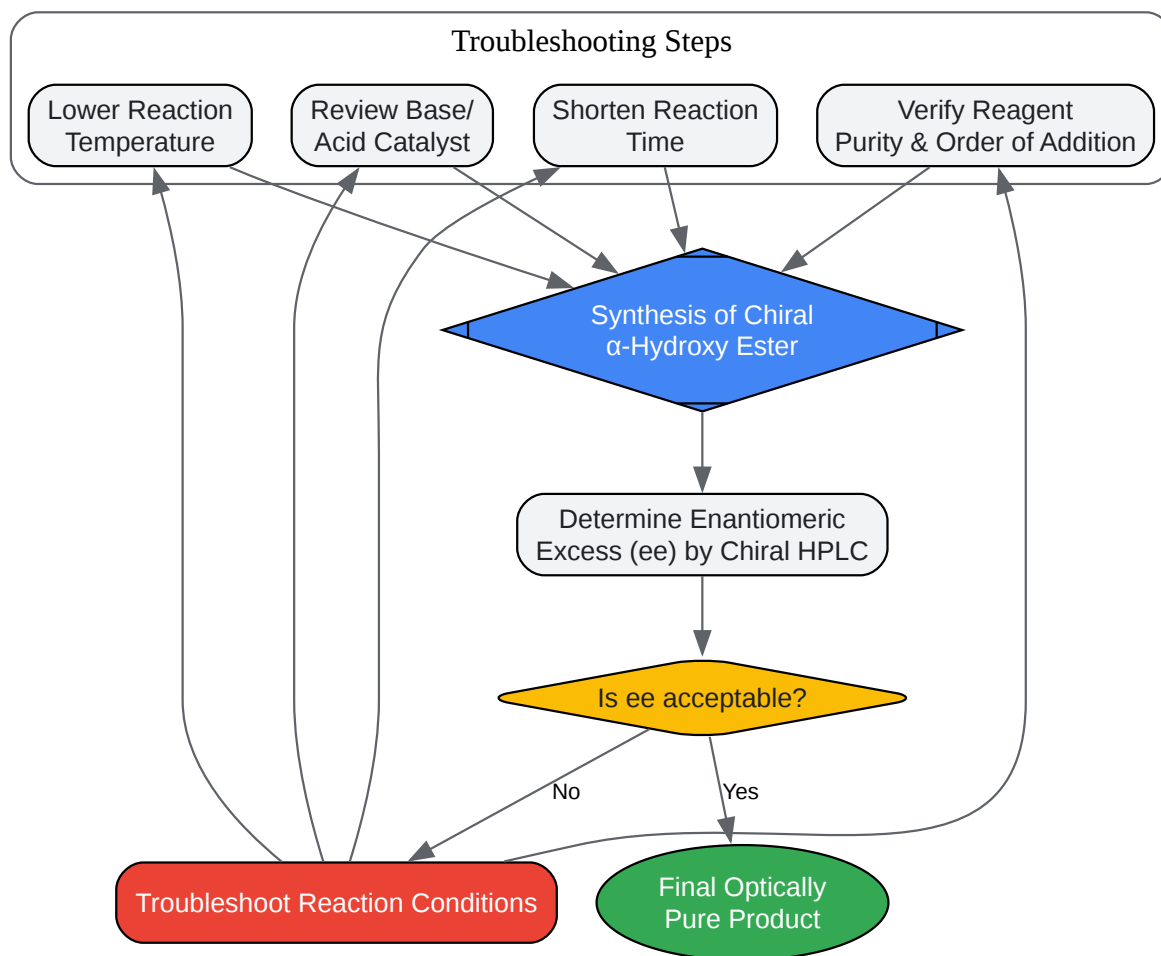 Troubleshooting Steps
Lower Reaction
Temperature
Review Base/
Acid Catalyst
Shorten Reaction
Time
Verify Reagent
Purity & Order of Addition
Synthesis of Chiral
α-Hydroxy Ester
Determine Enantiomeric
Excess (ee) by Chiral HPLC
Is ee acceptable?
No
Yes
Troubleshoot Reaction Conditions
Final Optically
Pure Product